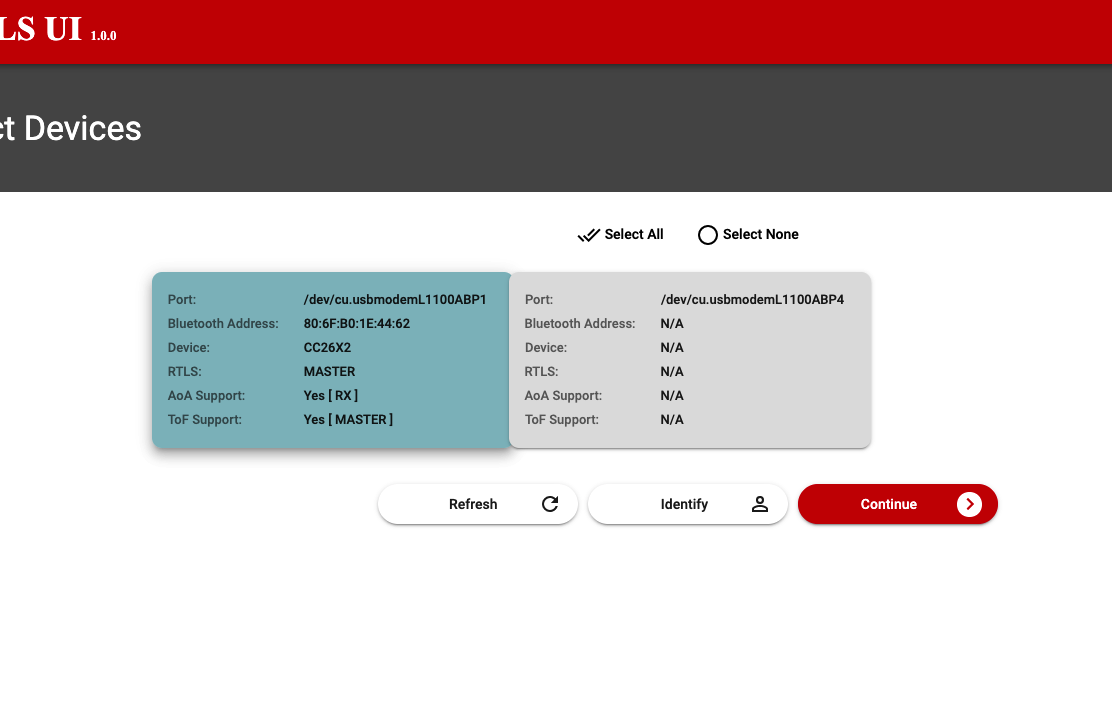 LS UI 1.0.0
ct Devices
Select All Select None
Port: /dev/cu.usbmodemL1100ABP1
Bluetooth Address: 80:6F:B0:1E:44:62
Device: CC26X2
RTLS: MASTER
AoA Support: Yes [ RX ]
ToF Support: Yes [ MASTER ]
Port: /dev/cu.usbmodemL1100ABP4
Bluetooth Address: N/A
Device: N/A
RTLS: N/A
AoA Support: N/A
ToF Support: N/A
Refresh Identify Continue